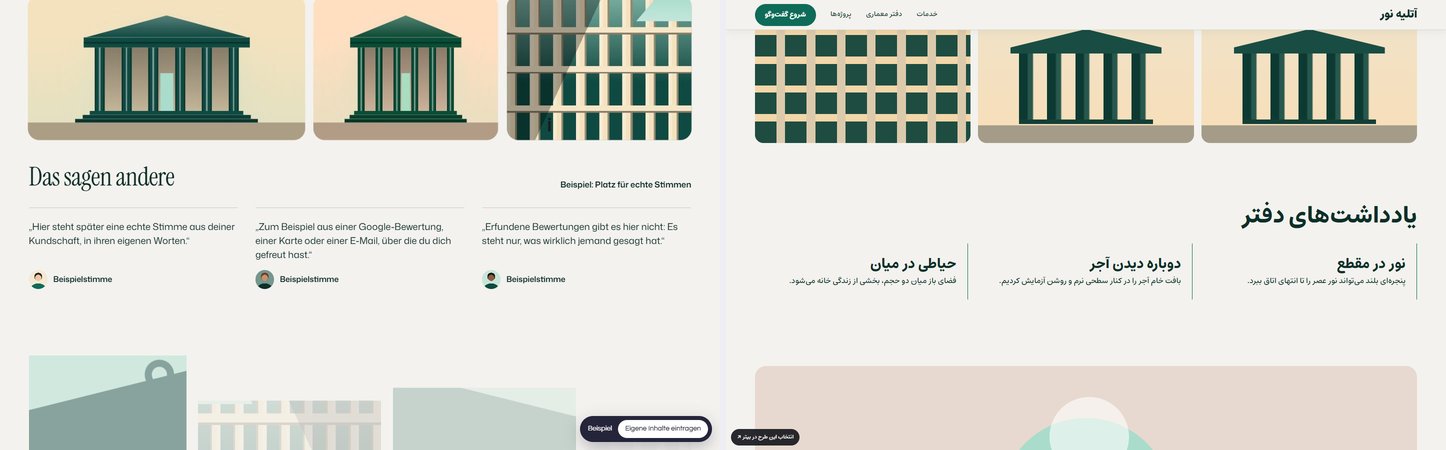 Das sagen andere
Beispiel: Platz für echte Stimmen
„Hier steht später eine echte Stimme aus deiner
Kundschaft, in ihren eigenen Worten.“
Beispielstimme
„Zum Beispiel aus einer Google-Bewertung,
einer Karte oder einer E-Mail, über die du dich
gefreut hast.“
Beispielstimme
„Erfundene Bewertungen gibt es hier nicht: Es
steht nur, was wirklich jemand gesagt hat.“
Beispielstimme
Beispiel
Eigene Inhalte eintragen
آتلیه نور
خدمات
دفتر معماری
پروژه‌ها
شروع گفت‌وگو
یادداشت‌های دفتر
نور در مقطع
پنجره‌ای بلند می‌تواند نور عصر را تا انتهای اتاق ببرد.
دوباره دیدن آجر
بافت خام آجر را در کنار سطحی نرم و روشن آزمایش کردیم.
حیاطی در میان
فضای باز میان دو حجم، بخشی از زندگی خانه می‌شود.
انتخاب این طرح در بیتر ↗